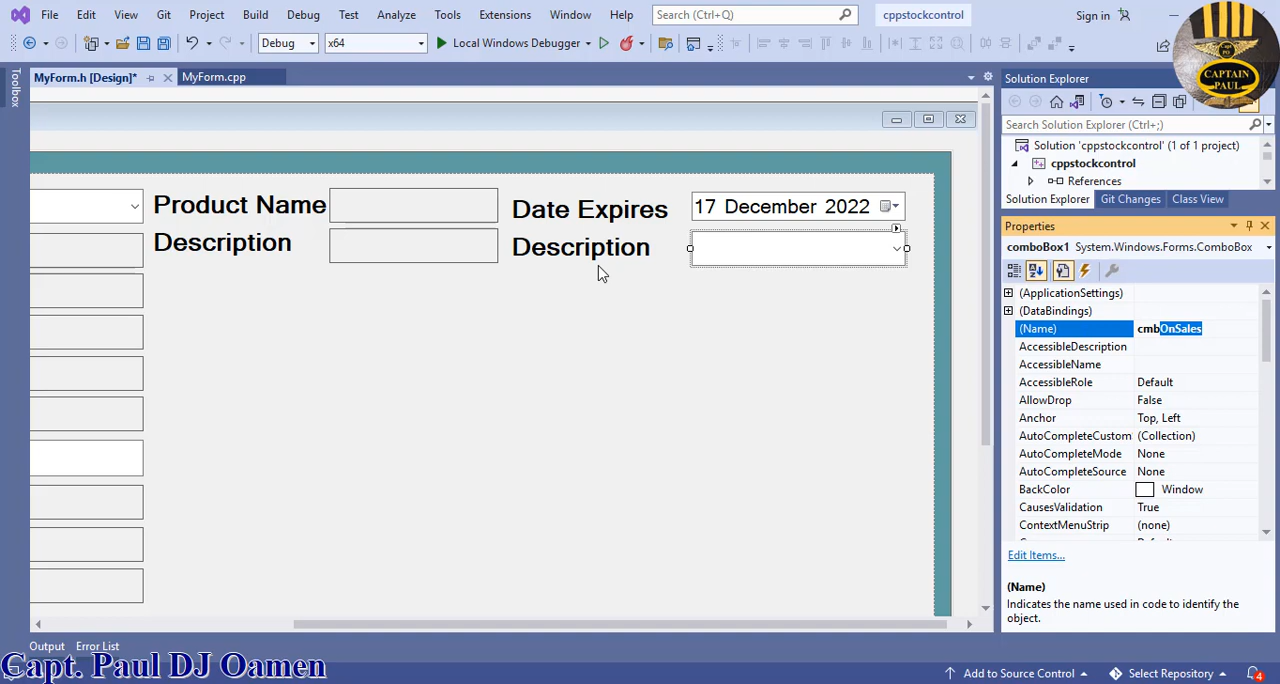 File Edit View Git Project Build Debug Test Analyze Tools Extensions Window Help Search (Ctrl+Q) cppstockcontrol Sign in
Debug x64 Local Windows Debugger
Capt PO
CAPTAIN
PAUL
Toolbox
MyForm.h [Design]* MyForm.cpp
Product Name Date Expires 17 December 2022
Description Description
Solution Explorer
Search Solution Explorer (Ctrl+;)
Solution 'cppstockcontrol' (1 of 1 project)
cppstockcontrol
References
Solution Explorer Git Changes Class View
Properties
comboBox1 System.Windows.Forms.ComboBox
(ApplicationSettings)
(DataBindings)
(Name) cmbOnSales
AccessibleDescription
AccessibleName
AccessibleRole Default
AllowDrop False
Anchor Top, Left
AutoCompleteCustom (Collection)
AutoCompleteMode None
AutoCompleteSource None
BackColor Window
CausesValidation True
ContextMenuStrip (none)
Edit Items...
(Name)
Indicates the name used in code to identify the
object.
Output Error List
Capt. Paul DJ Oamen
Add to Source Control Select Repository 4